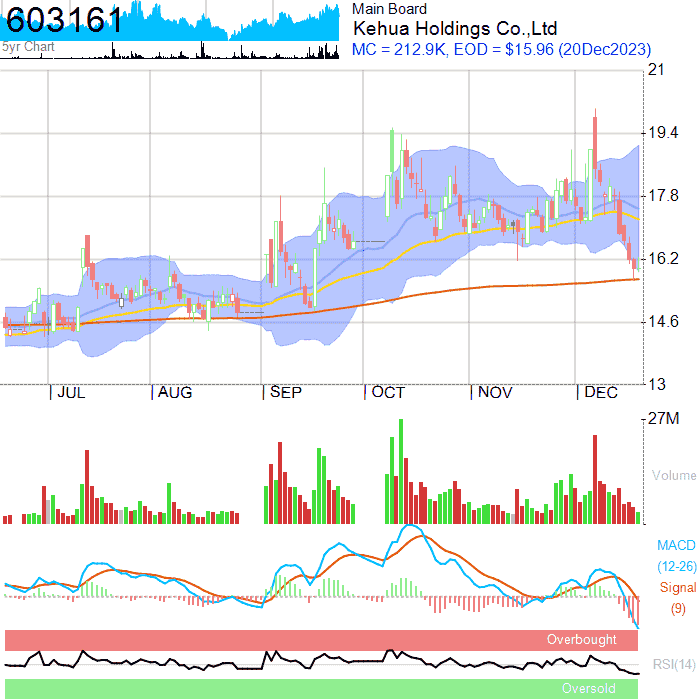 603161
Main Board
Kehua Holdings Co.,Ltd
5yr Chart
MC = 212.9K, EOD = $15.96 (20Dec2023)
21
19.4
17.8
16.2
14.6
13
JUL AUG SEP OCT NOV DEC
27M
Volume
MACD
(12-26)
Signal
(9)
Overbought
RSI(14)
Oversold